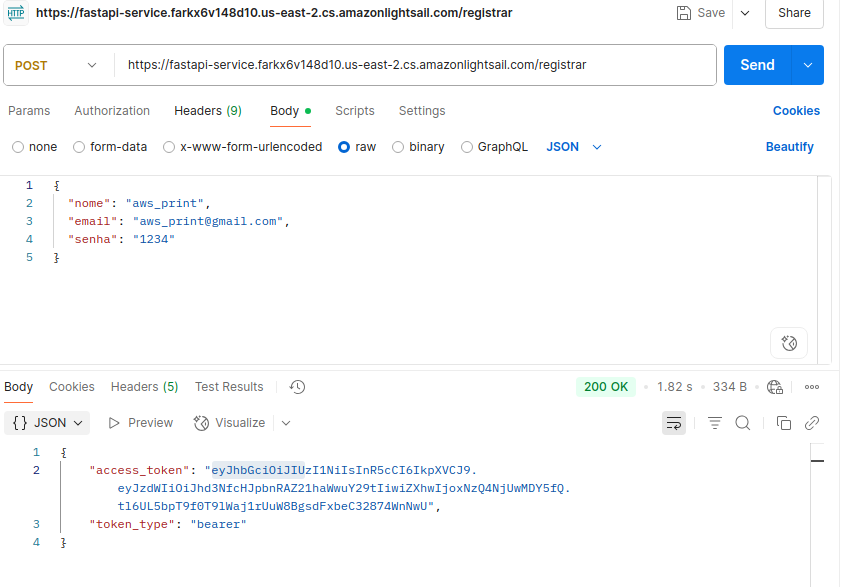 HTTP https://fastapi-service.farkx6v148d10.us-east-2.cs.amazonlightsail.com/registrar Save Share
POST https://fastapi-service.farkx6v148d10.us-east-2.cs.amazonlightsail.com/registrar Send
Params Authorization Headers (9) Body Scripts Settings Cookies
none form-data x-www-form-urlencoded raw binary GraphQL JSON Beautify
1 {
2 "nome": "aws_print",
3 "email": "aws_print@gmail.com",
4 "senha": "1234"
5 }
Body Cookies Headers (5) Test Results 200 OK • 1.82 s • 334 B •
{} JSON Preview Visualize
1 {
2 "access_token": "eyJhbGciOiJIUzI1NiIsInR5cCI6IkpXVCJ9.
eyJzdWIiOiJhd3NfcHJpbnRAZ21haWwuY29tIiwiZXhwIjoxNzQ4NjUwMDY5fQ.
tl6UL5bpT9f0T9lWaj1rUuW8BgsdFxbeC32874WnNwU",
3 "token_type": "bearer"
4 }